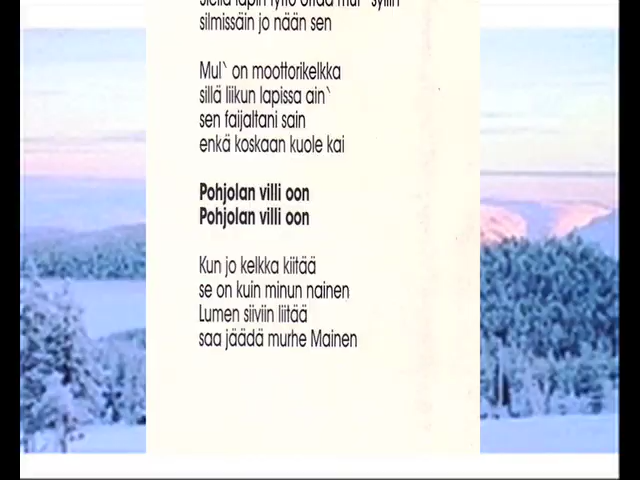 silmissäin jo nään sen
Mul` on moottorikelkka
sillä liikun lapissa ain`
sen faijaltani sain
enkä koskaan kuole kai
Pohjolan villi oon
Pohjolan villi oon
Kun jo kelkka kiitää
se on kuin minun nainen
Lumen siiviin liitää
saa jäädä murhe Mainen